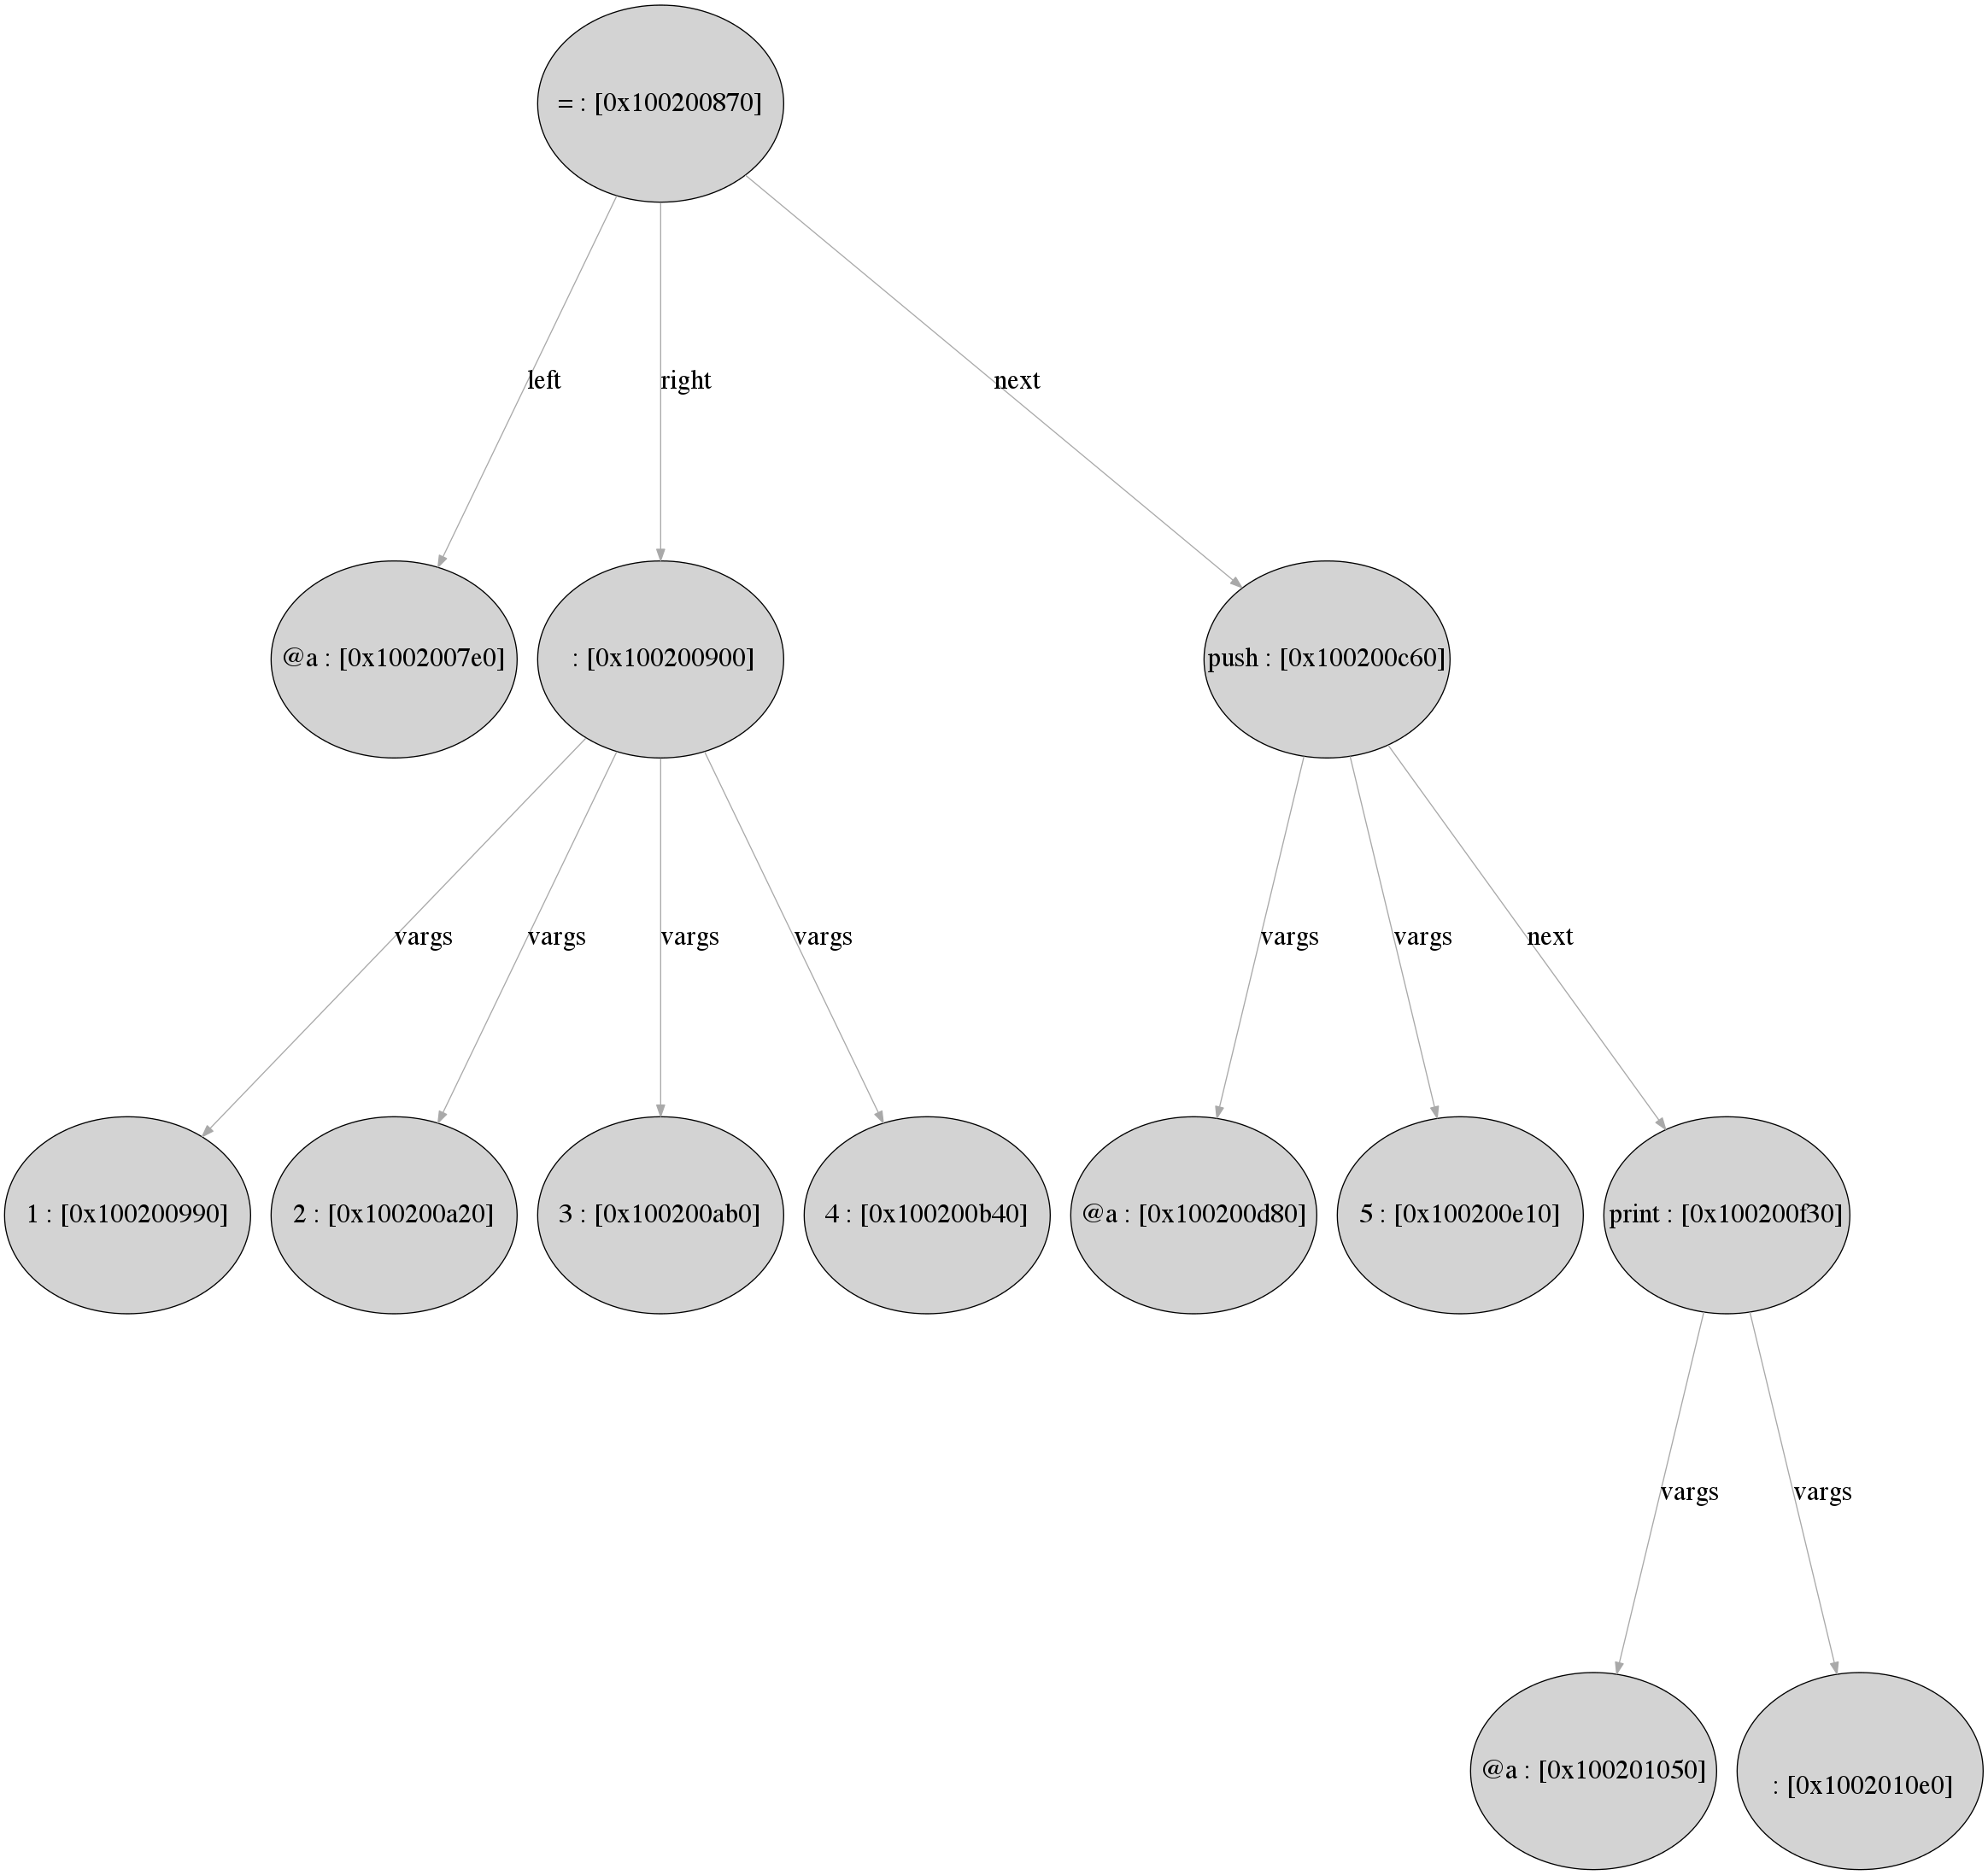 = : [0x100200870]
left
right
next
@a : [0x1002007e0]
: [0x100200900]
push : [0x100200c60]
vargs
vargs
vargs
vargs
vargs
vargs
next
1 : [0x100200990]
2 : [0x100200a20]
3 : [0x100200ab0]
4 : [0x100200b40]
@a : [0x100200d80]
5 : [0x100200e10]
print : [0x100200f30]
vargs
vargs
@a : [0x100201050]
: [0x1002010e0]